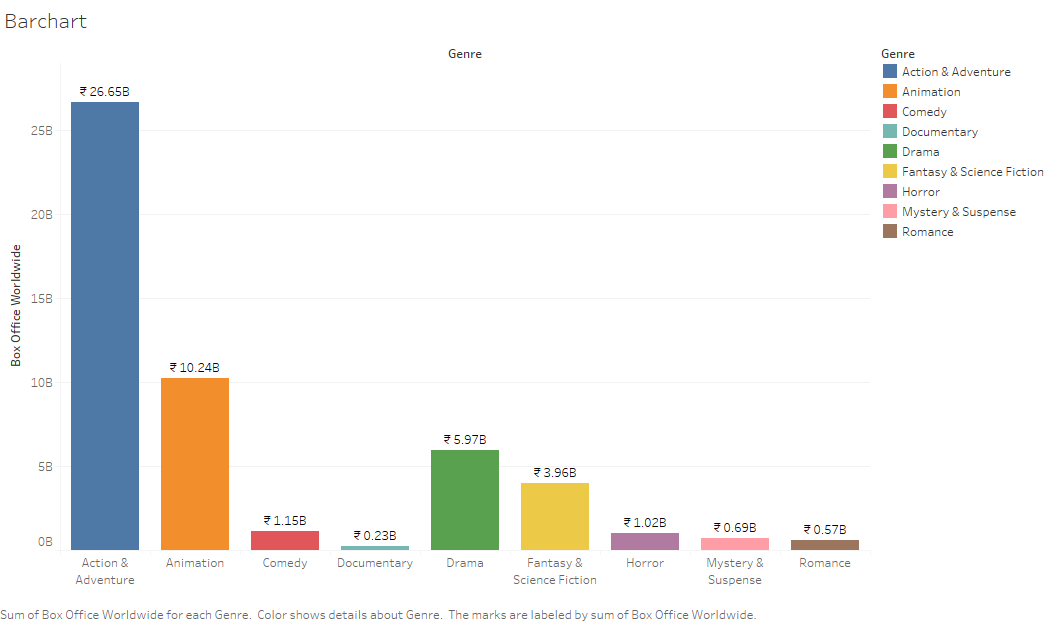 Barchart
Genre
Genre
Action & Adventure
Animation
Comedy
Documentary
Drama
Fantasy & Science Fiction
Horror
Mystery & Suspense
Romance
Box Office Worldwide
25B
20B
15B
10B
5B
0B
₹ 26.65B
₹ 10.24B
₹ 1.15B
₹ 0.23B
₹ 5.97B
₹ 3.96B
₹ 1.02B
₹ 0.69B
₹ 0.57B
Action &
Adventure
Animation
Comedy
Documentary
Drama
Fantasy &
Science Fiction
Horror
Mystery &
Suspense
Romance
Sum of Box Office Worldwide for each Genre.  Color shows details about Genre.  The marks are labeled by sum of Box Office Worldwide.